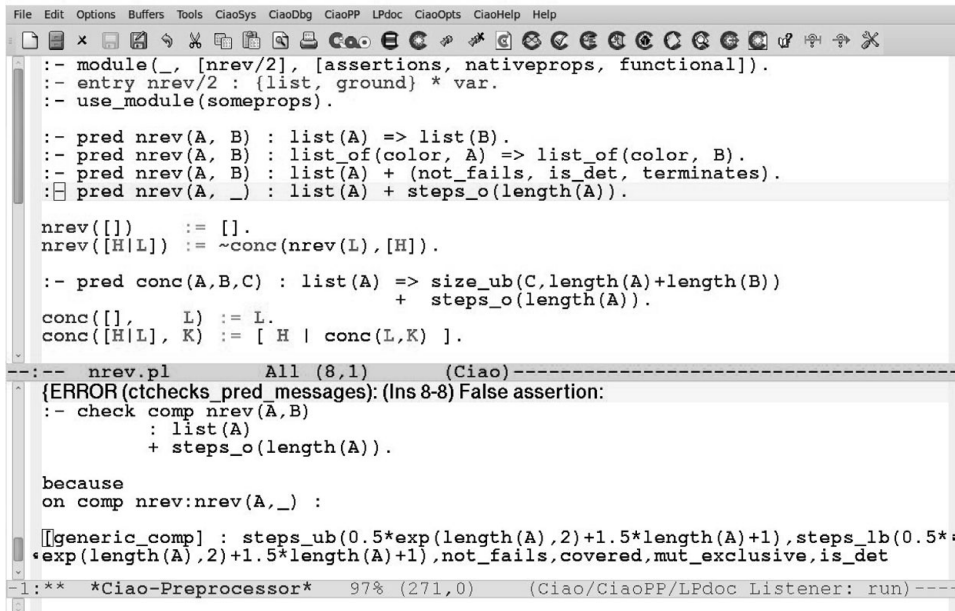 File Edit Options Buffers Tools CiaoSys CiaoDbg CiaoPP LPdoc CiaoOpts CiaoHelp Help
:- module(_, [nrev/2], [assertions, nativeprops, functional]).
:- entry nrev/2 : {list, ground} * var.
:- use_module(someprops).
:- pred nrev(A, B) : list(A) => list(B).
:- pred nrev(A, B) : list_of(color, A) => list_of(color, B).
:- pred nrev(A, B) : list(A) + (not_fails, is_det, terminates).
:- pred nrev(A, _) : list(A) + steps_o(length(A)).
nrev([]) := [].
nrev([H|L]) := ~conc(nrev(L),[H]).
:- pred conc(A,B,C) : list(A) => size_ub(C,length(A)+length(B))
+ steps_o(length(A)).
conc([], L) := L.
conc([H|L], K) := [ H | conc(L,K) ].
--:-- nrev.pl All (8,1) (Ciao)--------------------------------------
{ERROR (ctchecks_pred_messages): (lns 8-8) False assertion:
:- check comp nrev(A,B)
: list(A)
+ steps_o(length(A)).
because
on comp nrev:nrev(A,_) :
[generic_comp] : steps_ub(0.5*exp(length(A),2)+1.5*length(A)+1),steps_lb(0.5*
exp(length(A),2)+1.5*length(A)+1),not_fails,covered,mut_exclusive,is_det
-1:** *Ciao-Preprocessor* 97% (271,0) (Ciao/CiaoPP/LPdoc Listener: run)----